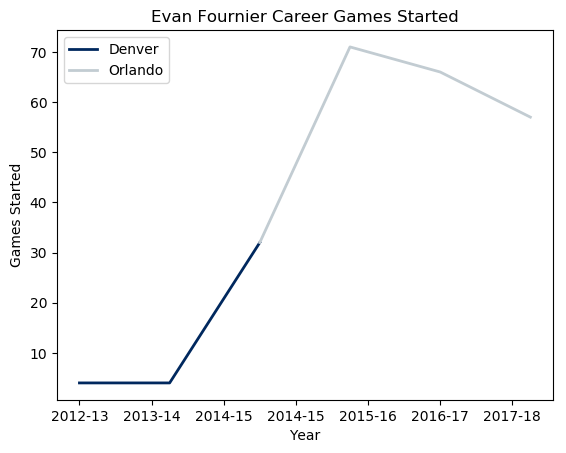 Evan Fournier Career Games Started
Denver
Orlando
70
60
50
40
30
20
10
Games Started
2012-13 2013-14 2014-15 2014-15 2015-16 2016-17 2017-18
Year